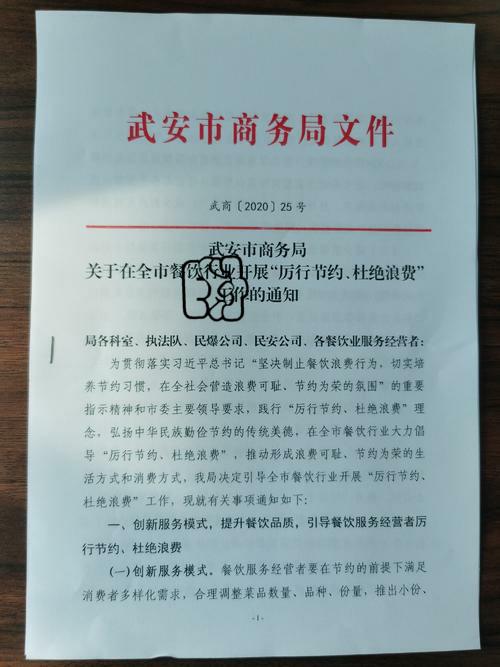 武安市商务局文件
武商〔2020〕25号
武安市商务局
关于在全市餐饮行业开展“厉行节约、杜绝浪费”
工作的通知
局各科室、执法队、民爆公司、民安公司、各餐饮业服务经营者：
为贯彻落实习近平总书记“坚决制止餐饮浪费行为，切实培
养节约习惯，在全社会营造浪费可耻、节约为荣的氛围”的重要
指示精神和市委主要领导要求，践行“厉行节约、杜绝浪费”理
念，弘扬中华民族勤俭节约的传统美德，在全市餐饮行业大力倡
导“厉行节约、杜绝浪费”，推动形成浪费可耻、节约为荣的生
活方式和消费方式，我局决定引导全市餐饮行业开展“厉行节约、
杜绝浪费”工作，现就有关事项通知如下：
一、创新服务模式，提升餐饮品质，引导餐饮服务经营者厉
行节约、杜绝浪费
(一)创新服务模式。餐饮服务经营者要在节约的前提下满足
消费者多样化需求，合理调整菜品数量、品种、份量，推出小份、
-1-